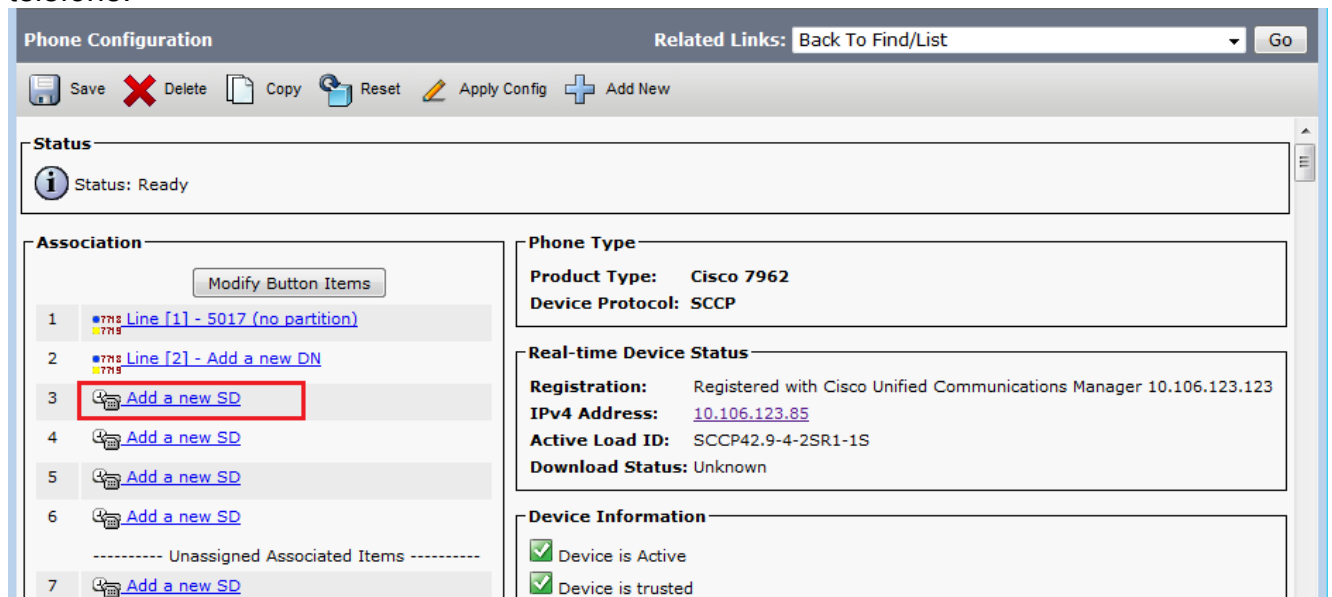 Phone Configuration
Related Links: Back To Find/List Go
Save Delete Copy Reset Apply Config Add New
Status
Status: Ready
Association
Modify Button Items
1 Line [1] - 5017 (no partition)
2 Line [2] - Add a new DN
3 Add a new SD
4 Add a new SD
5 Add a new SD
6 Add a new SD
---------- Unassigned Associated Items ----------
7 Add a new SD
Phone Type
Product Type: Cisco 7962
Device Protocol: SCCP
Real-time Device Status
Registration: Registered with Cisco Unified Communications Manager 10.106.123.123
IPv4 Address: 10.106.123.85
Active Load ID: SCCP42.9-4-2SR1-1S
Download Status: Unknown
Device Information
Device is Active
Device is trusted